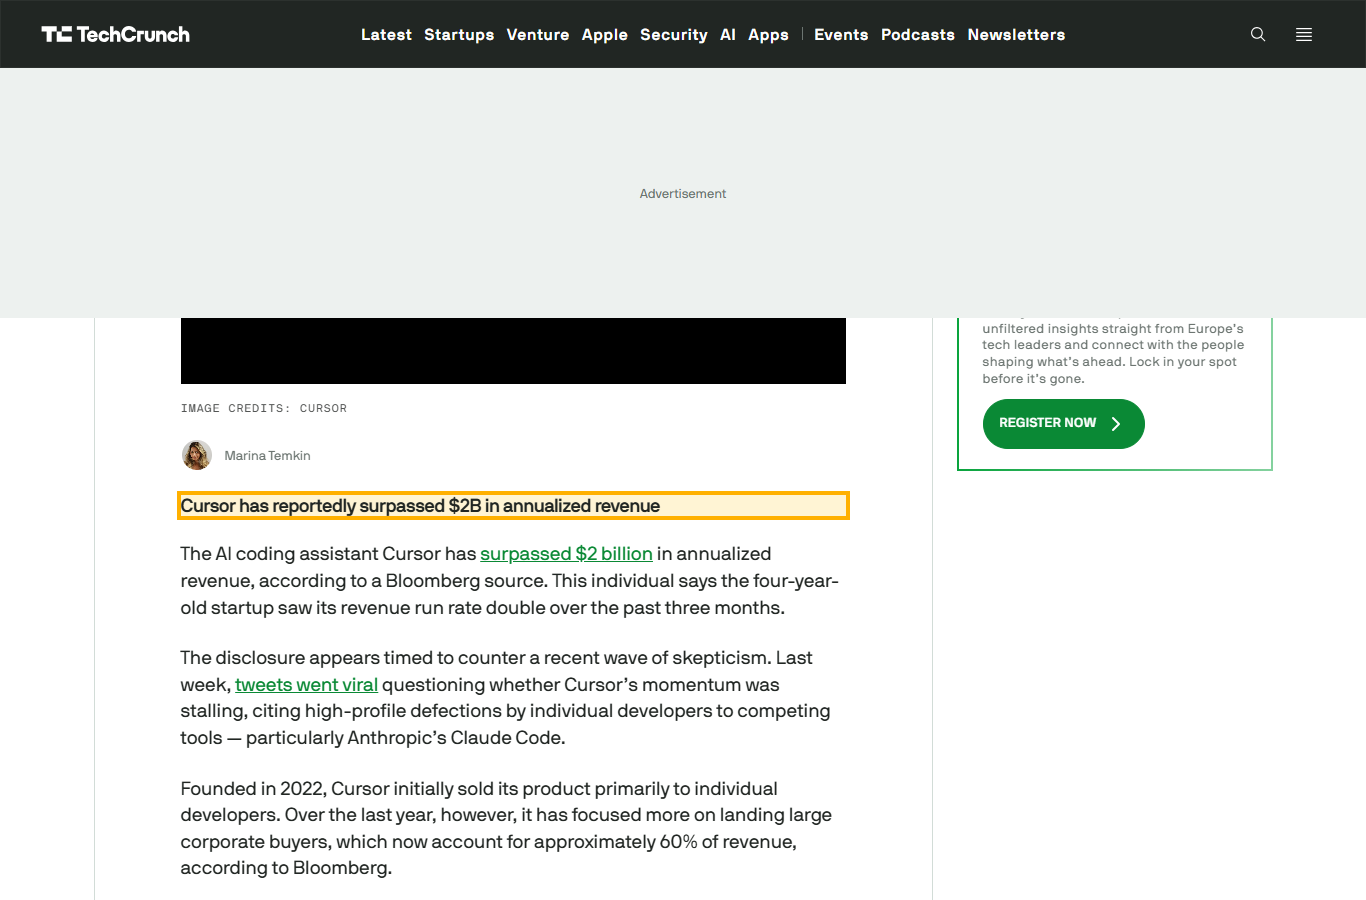 TechCrunch
Latest Startups Venture Apple Security AI Apps Events Podcasts Newsletters
Advertisement
unfiltered insights straight from Europe's
tech leaders and connect with the people
shaping what's ahead. Lock in your spot
before it's gone.
REGISTER NOW
IMAGE CREDITS: CURSOR
Marina Temkin
Cursor has reportedly surpassed $2B in annualized revenue
The AI coding assistant Cursor has surpassed $2 billion in annualized
revenue, according to a Bloomberg source. This individual says the four-year-
old startup saw its revenue run rate double over the past three months.
The disclosure appears timed to counter a recent wave of skepticism. Last
week, tweets went viral questioning whether Cursor’s momentum was
stalling, citing high-profile defections by individual developers to competing
tools — particularly Anthropic’s Claude Code.
Founded in 2022, Cursor initially sold its product primarily to individual
developers. Over the last year, however, it has focused more on landing large
corporate buyers, which now account for approximately 60% of revenue,
according to Bloomberg.